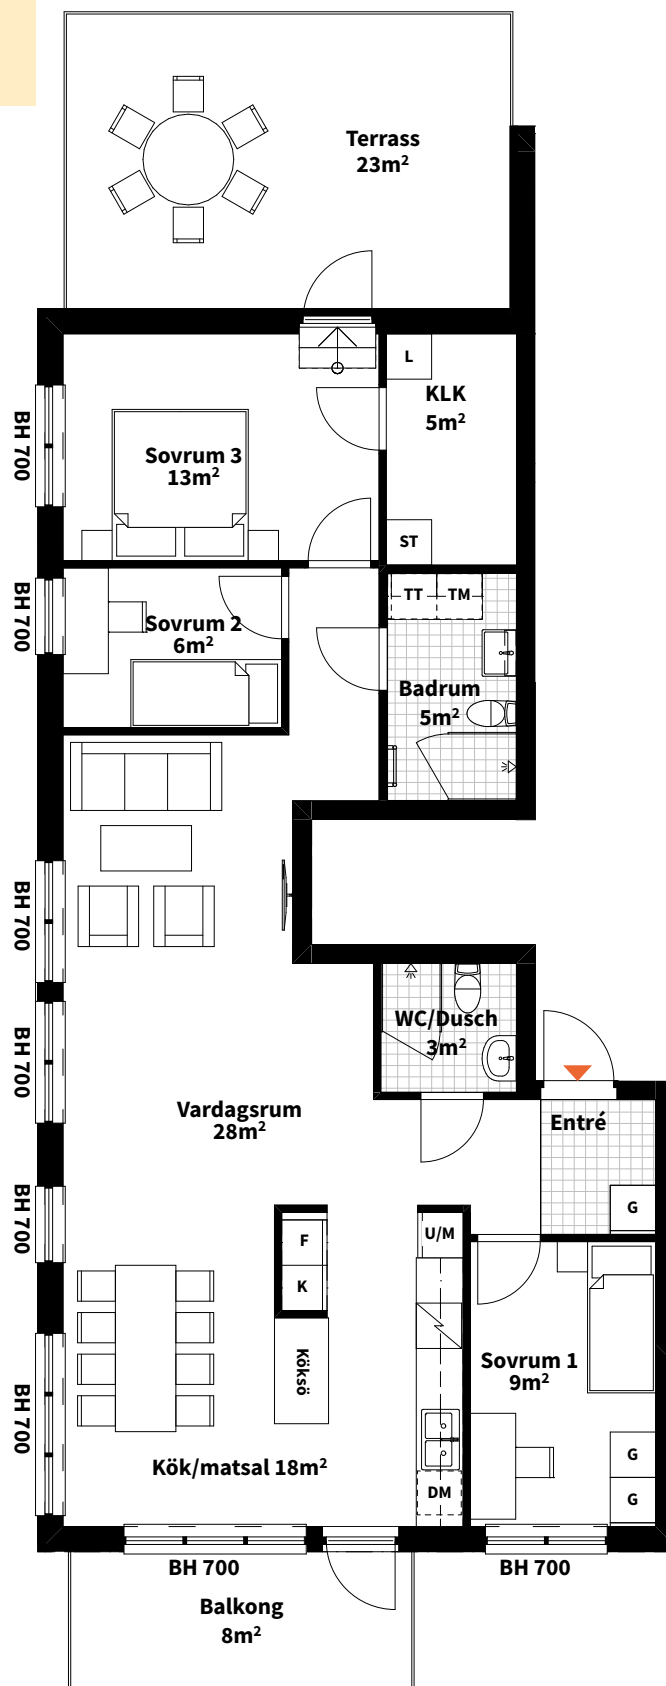 Terrass
23m²
L
KLK
5m²
BH 700
Sovrum 3
13m²
ST
TT
TM
BH 700
Sovrum 2
6m²
Badrum
5m²
BH 700
WC/Dusch
3m²
BH 700
Vardagsrum
28m²
Entré
BH 700
G
U/M
F
K
Köksö
Sovrum 1
9m²
BH 700
Kök/matsal 18m²
G
DM
G
BH 700
BH 700
Balkong
8m²